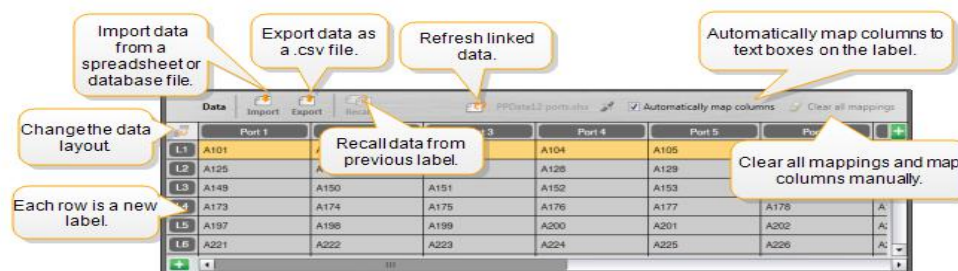 Import data
from a
spreadsheet or
database file.
Export data as
a .csv file.
Refresh linked
data.
Automatically map columns to
text boxes on the label.
Data Import Export PPData12 ports.xlsx Automatically map columns Clear all mappings
Change the data
layout.
Recall data from
previous label.
Clear all mappings and map
columns manually.
Each row is a new
label.
Port 1 3 Port 4 Port 5
L1 A101 A104 A105
L2 A125 A128 A129
L3 A149 A150 A151 A152 A153
A173 A174 A175 A176 A177 A178
L5 A197 A198 A199 A200 A201 A202
L6 A221 A222 A223 A224 A225 A226